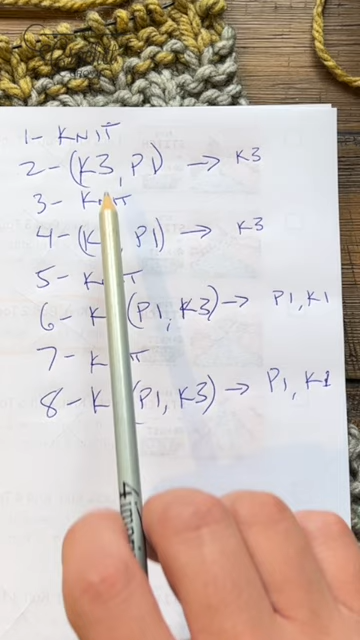 1- KNIT
2- (K3, P1) → K3
3-
4- (K , P1) → K3
5-
6- K (P1, K3) → P1, K1
7-
8- K (P1, K3) → P1, K1